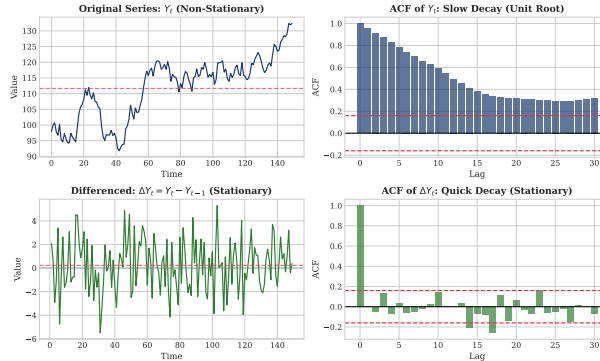 Original Series: Yₜ (Non-Stationary)
Value
130
125
120
115
110
105
100
95
90
0 20 40 60 80 100 120 140
Time
ACF of Yₜ: Slow Decay (Unit Root)
ACF
1.0
0.8
0.6
0.4
0.2
0.0
−0.2
0 5 10 15 20 25 30
Lag
Differenced: ΔYₜ = Yₜ − Yₜ₋₁ (Stationary)
Value
4
2
0
−2
−4
−6
0 20 40 60 80 100 120 140
Time
ACF of ΔYₜ: Quick Decay (Stationary)
ACF
1.0
0.8
0.6
0.4
0.2
0.0
−0.2
0 5 10 15 20 25 30
Lag